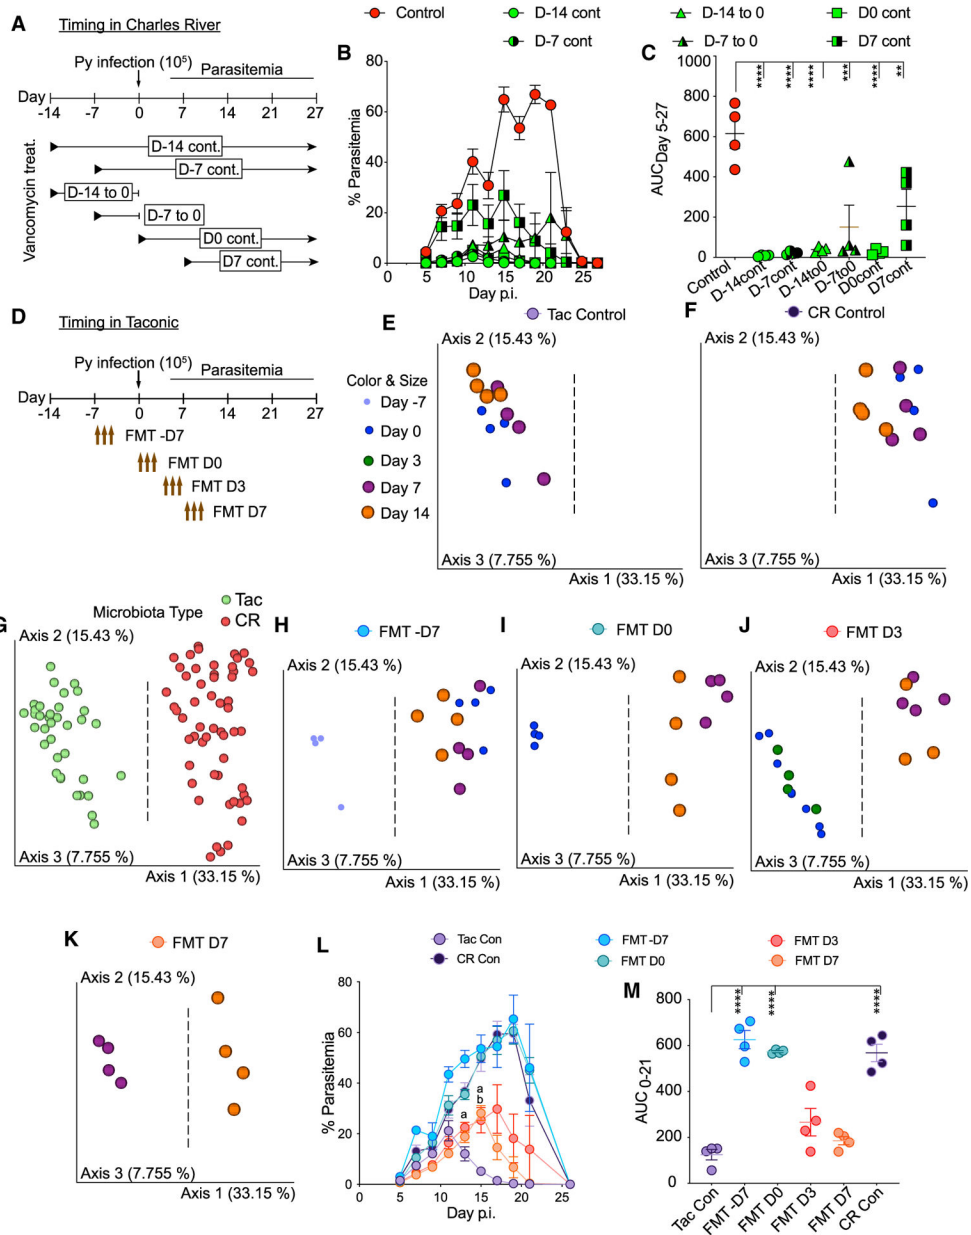 A
Timing in Charles River
Py infection (10⁵)
Parasitemia
Day
-14 -7 0 7 14 21 27
Vancomycin treat.
D-14 cont.
D-7 cont.
D-14 to 0
D-7 to 0
D0 cont.
D7 cont.
Control
D-14 cont
D-14 to 0
D0 cont
D-7 cont
D-7 to 0
D7 cont
B
% Parasitemia
80
60
40
20
0
0 5 10 15 20 25
Day p.i.
C
AUC Day 5-27
1000
800
600
400
200
0
**** **** **** *** **** **
Control D-14cont D-7cont D-14to0 D-7to0 D0cont D7cont
D
Timing in Taconic
Py infection (10⁵)
Parasitemia
Day
-14 -7 0 7 14 21 27
FMT -D7
FMT D0
FMT D3
FMT D7
E
Tac Control
Axis 2 (15.43 %)
Color & Size
Day -7
Day 0
Day 3
Day 7
Day 14
Axis 3 (7.755 %)
Axis 1 (33.15 %)
F
CR Control
Axis 2 (15.43 %)
Axis 3 (7.755 %)
Axis 1 (33.15 %)
G
Microbiota Type
Tac
CR
Axis 2 (15.43 %)
Axis 3 (7.755 %)
Axis 1 (33.15 %)
H
FMT -D7
Axis 2 (15.43 %)
Axis 3 (7.755 %)
Axis 1 (33.15 %)
I
FMT D0
Axis 2 (15.43 %)
Axis 3 (7.755 %)
Axis 1 (33.15 %)
J
FMT D3
Axis 2 (15.43 %)
Axis 3 (7.755 %)
Axis 1 (33.15 %)
K
FMT D7
Axis 2 (15.43 %)
Axis 3 (7.755 %)
Axis 1 (33.15 %)
L
Tac Con
FMT -D7
FMT D3
CR Con
FMT D0
FMT D7
% Parasitemia
80
60
40
20
0
a
a
b
0 5 10 15 20 25
Day p.i.
M
AUC 0-21
800
600
400
200
0
**** **** ****
Tac Con FMT -D7 FMT D0 FMT D3 FMT D7 CR Con